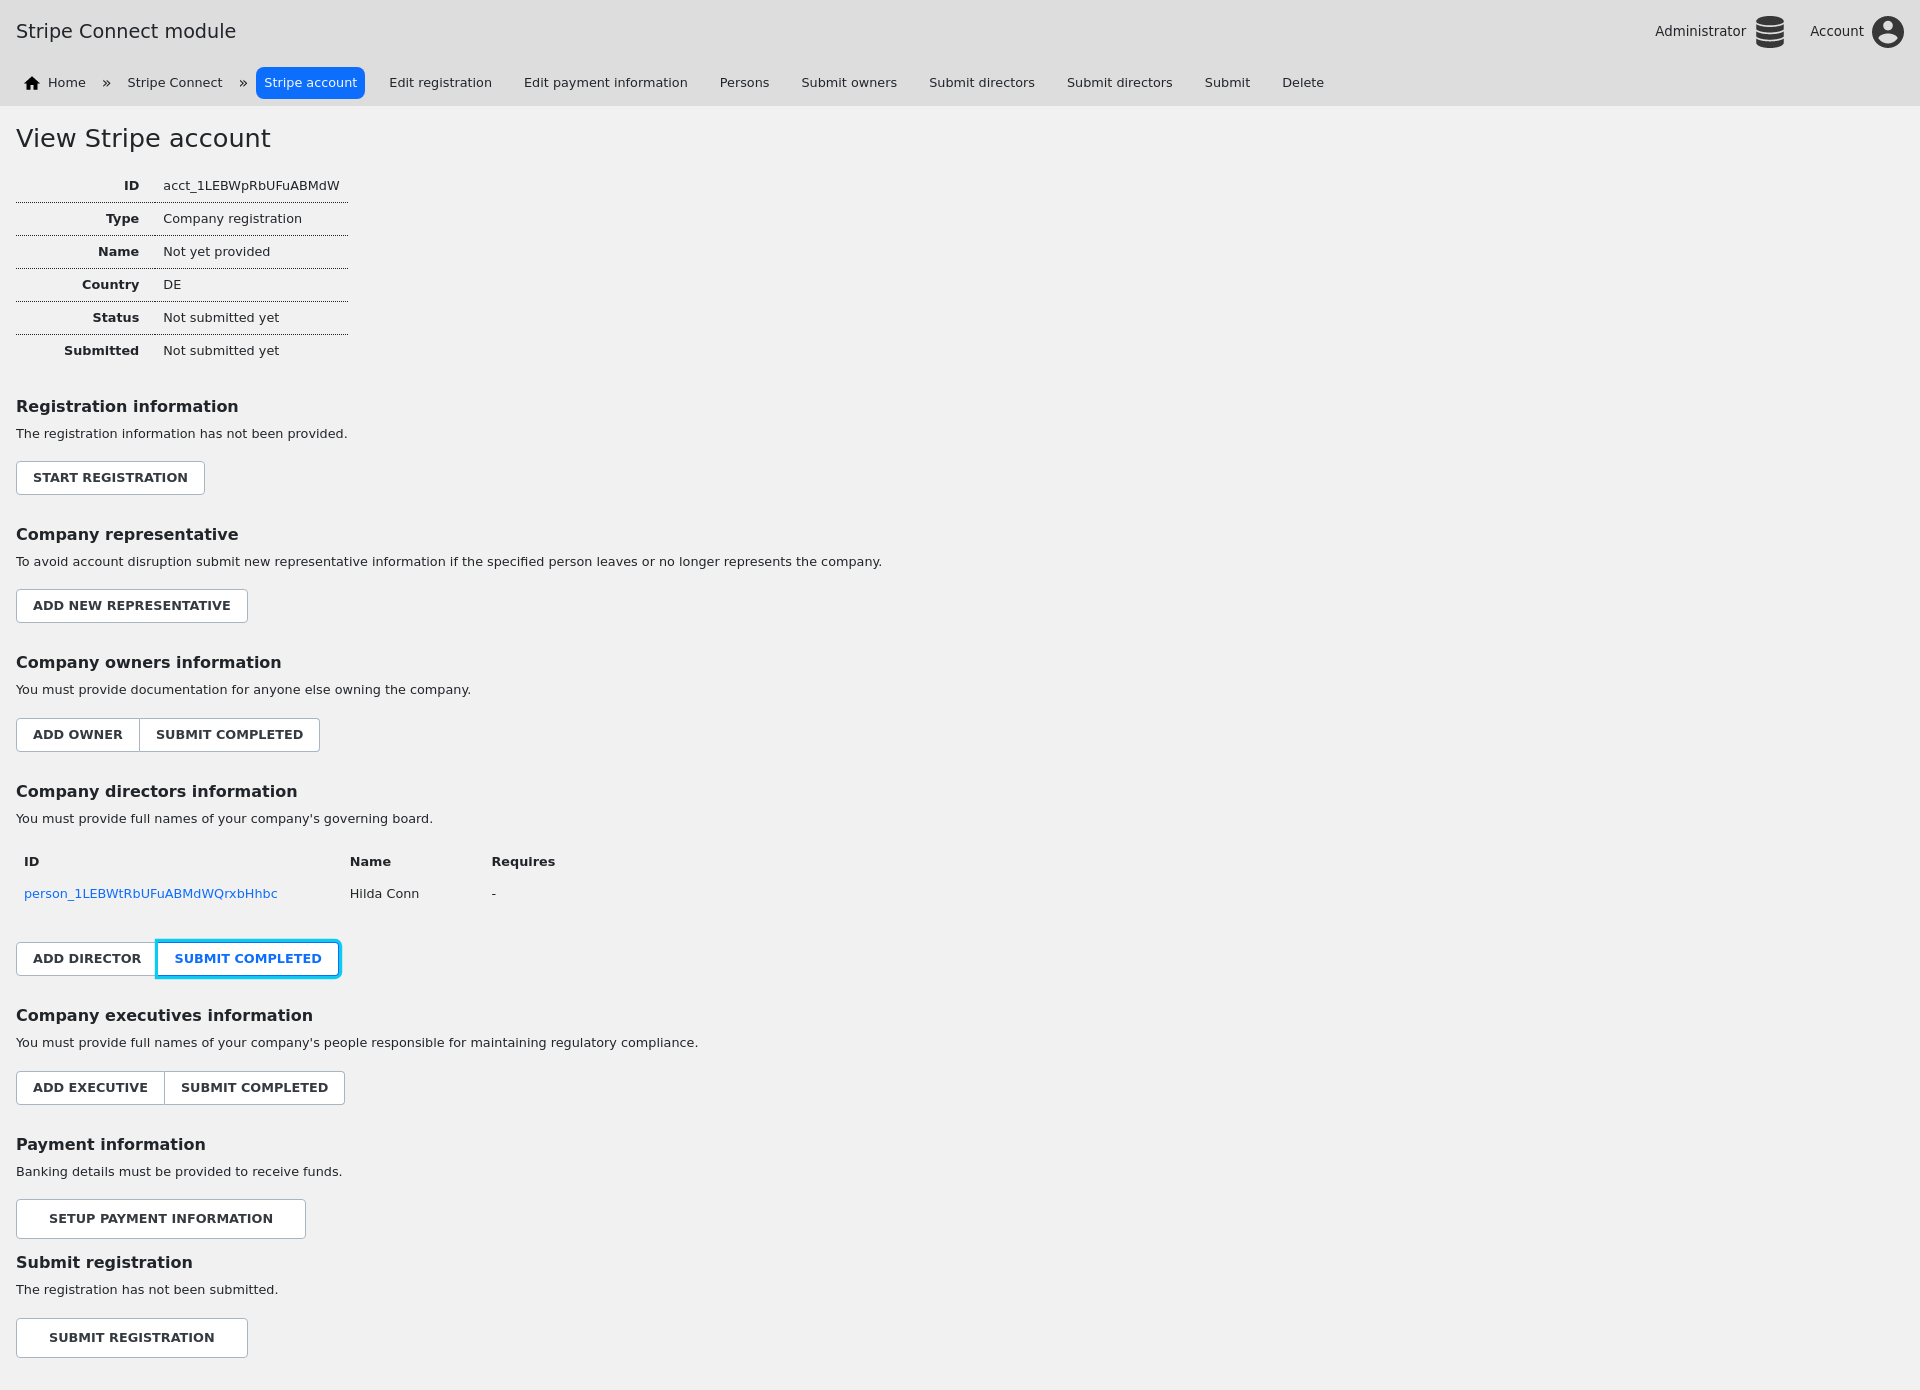 Stripe Connect module
Administrator
Account
Home » Stripe Connect » Stripe account Edit registration Edit payment information Persons Submit owners Submit directors Submit directors Submit Delete
View Stripe account
ID acct_1LEBWpRbUFuABMdW
Type Company registration
Name Not yet provided
Country DE
Status Not submitted yet
Submitted Not submitted yet
Registration information
The registration information has not been provided.
START REGISTRATION
Company representative
To avoid account disruption submit new representative information if the specified person leaves or no longer represents the company.
ADD NEW REPRESENTATIVE
Company owners information
You must provide documentation for anyone else owning the company.
ADD OWNER SUBMIT COMPLETED
Company directors information
You must provide full names of your company's governing board.
ID Name Requires
person_1LEBWtRbUFuABMdWQrxbHhbc Hilda Conn -
ADD DIRECTOR SUBMIT COMPLETED
Company executives information
You must provide full names of your company's people responsible for maintaining regulatory compliance.
ADD EXECUTIVE SUBMIT COMPLETED
Payment information
Banking details must be provided to receive funds.
SETUP PAYMENT INFORMATION
Submit registration
The registration has not been submitted.
SUBMIT REGISTRATION